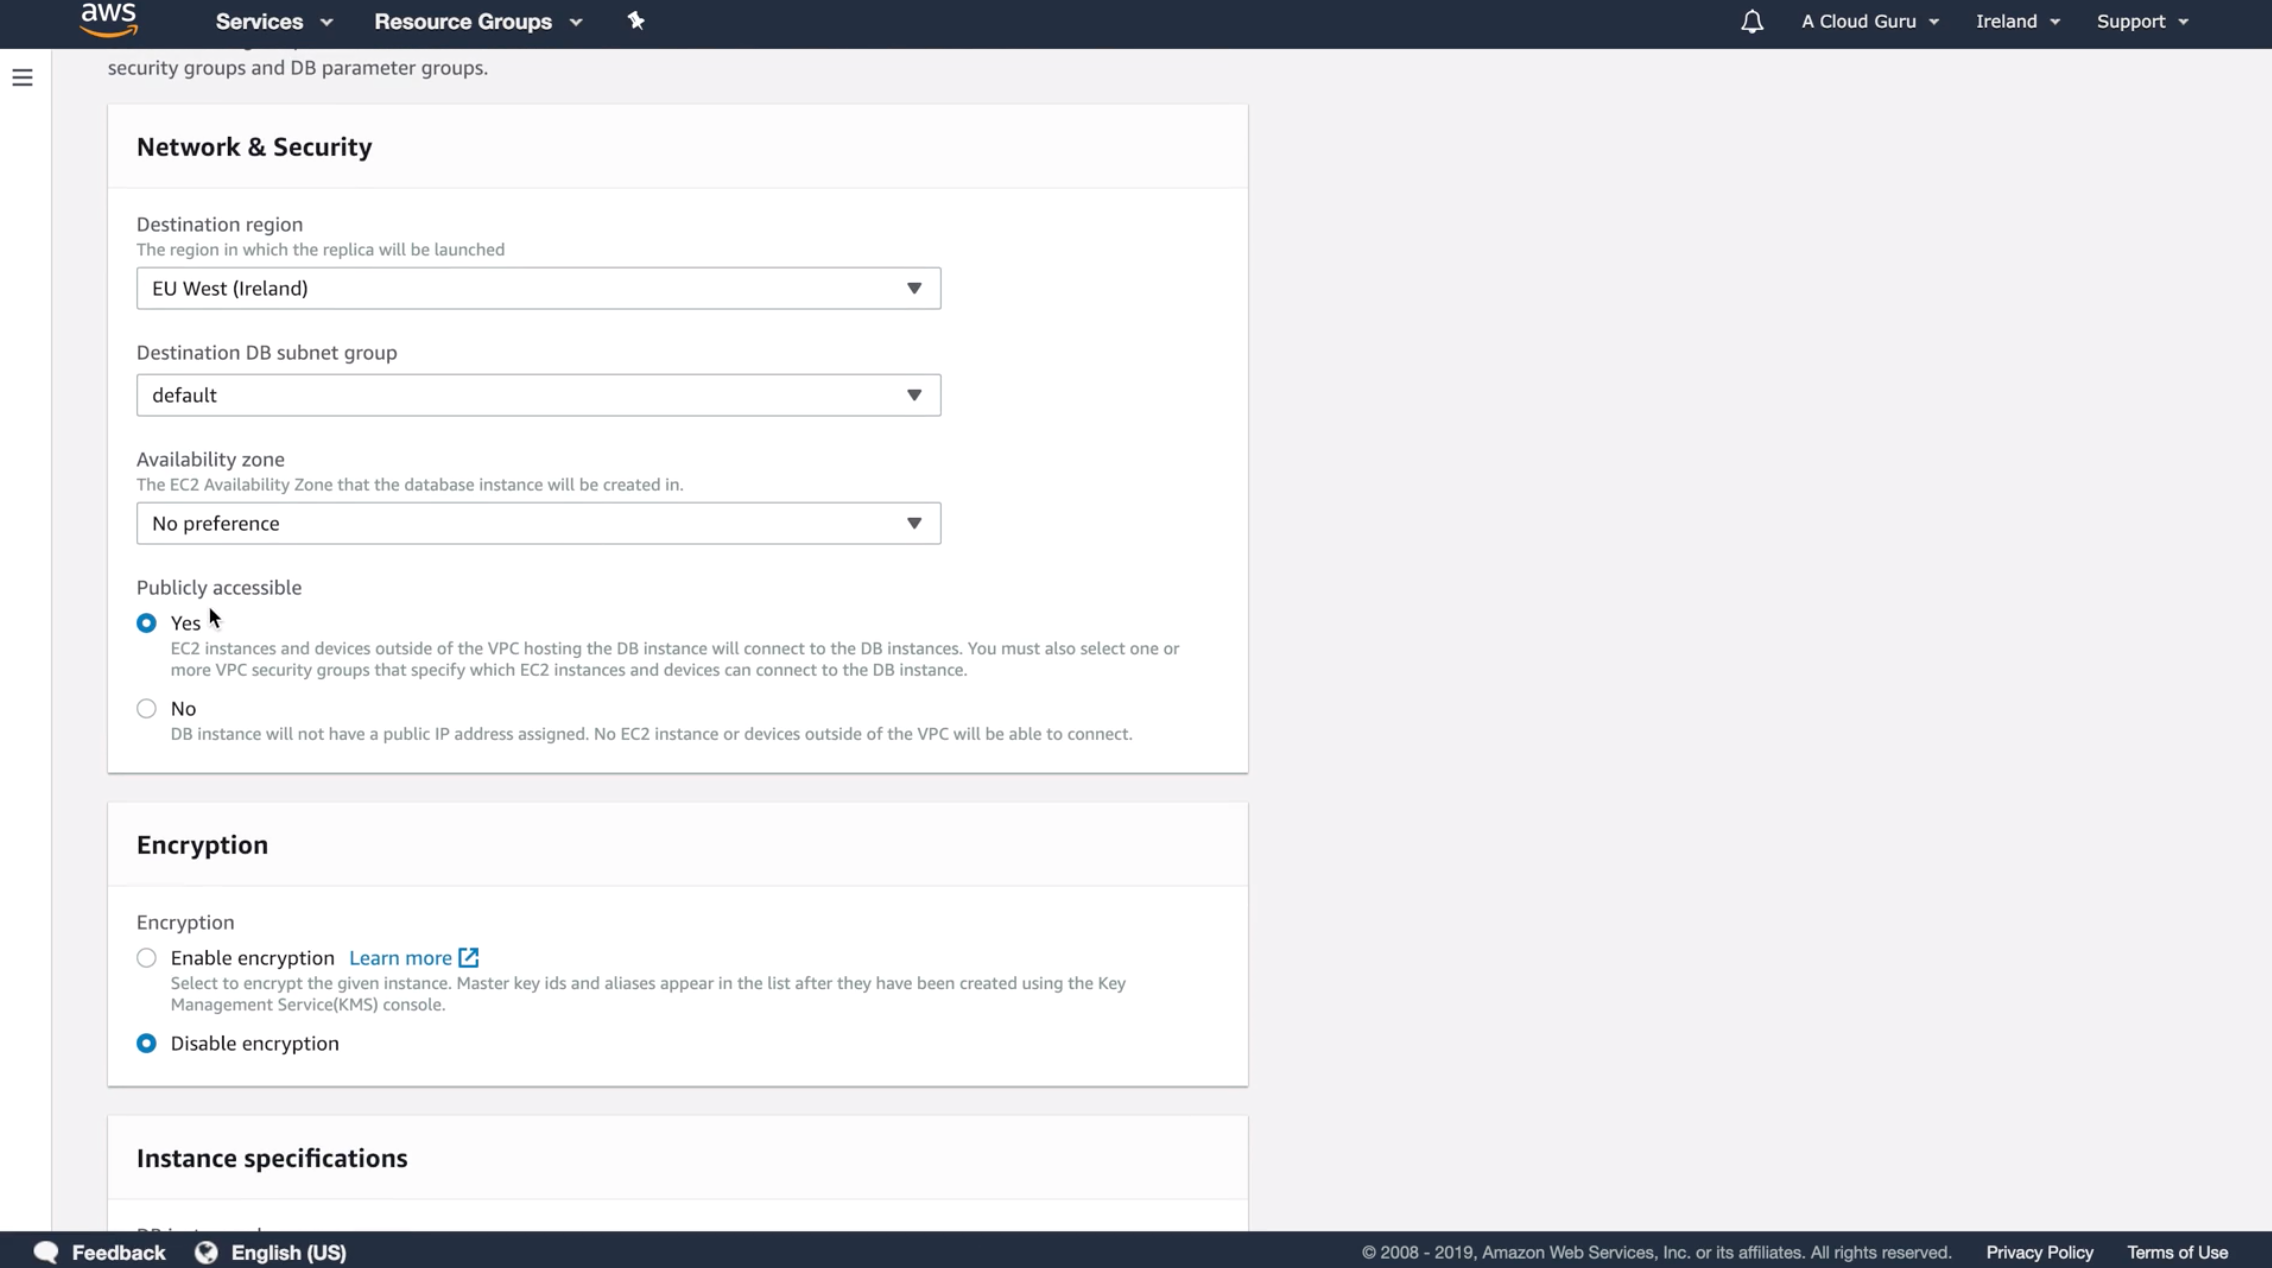 aws
Services
Resource Groups
A Cloud Guru
Ireland
Support
security groups and DB parameter groups.
Network & Security
Destination region
The region in which the replica will be launched
EU West (Ireland)
Destination DB subnet group
default
Availability zone
The EC2 Availability Zone that the database instance will be created in.
No preference
Publicly accessible
Yes
EC2 instances and devices outside of the VPC hosting the DB instance will connect to the DB instances. You must also select one or
more VPC security groups that specify which EC2 instances and devices can connect to the DB instance.
No
DB instance will not have a public IP address assigned. No EC2 instance or devices outside of the VPC will be able to connect.
Encryption
Encryption
Enable encryption Learn more
Select to encrypt the given instance. Master key ids and aliases appear in the list after they have been created using the Key
Management Service(KMS) console.
Disable encryption
Instance specifications
Feedback
English (US)
© 2008 - 2019, Amazon Web Services, Inc. or its affiliates. All rights reserved.
Privacy Policy
Terms of Use